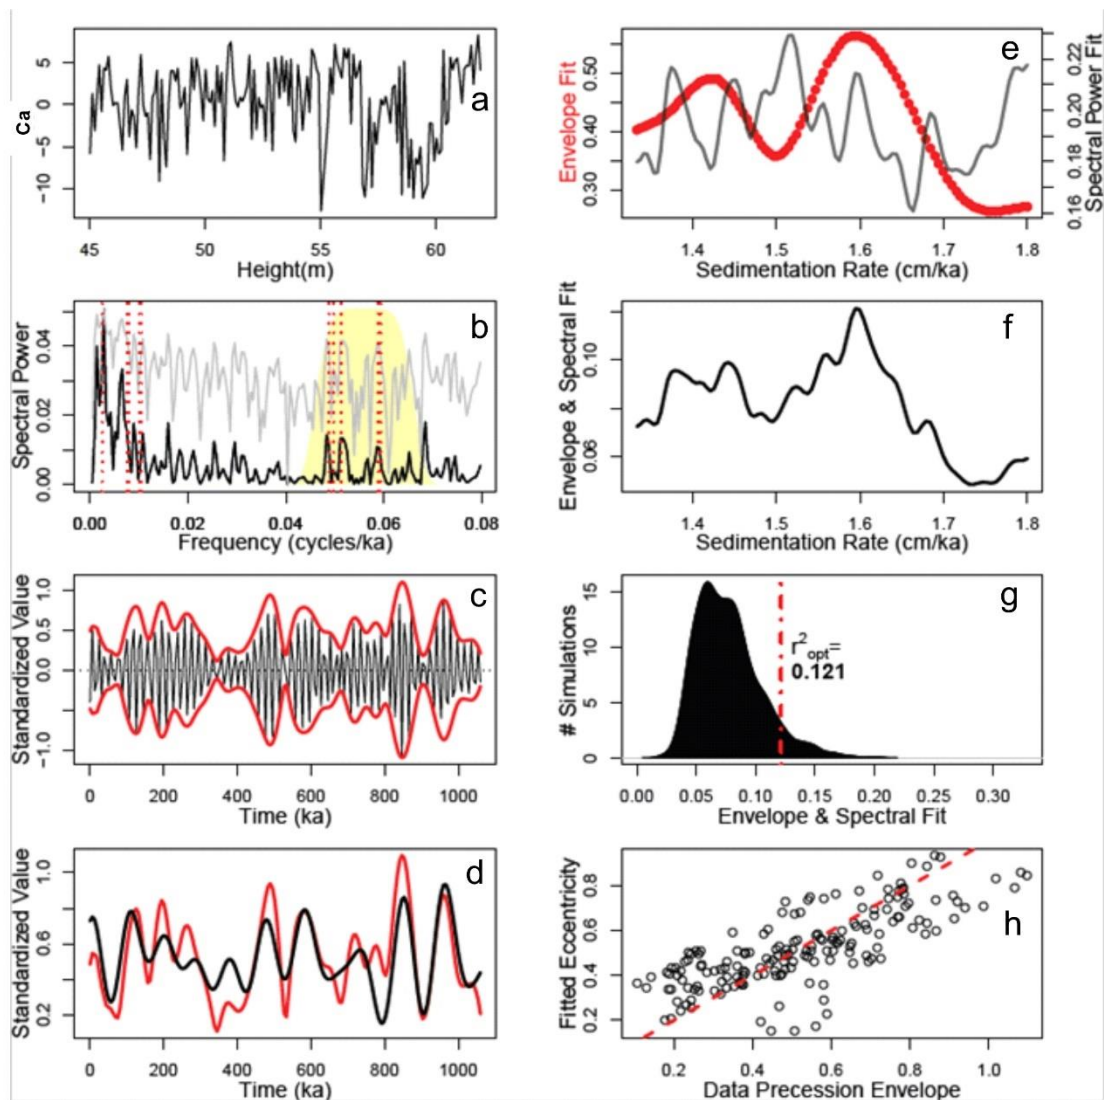 a
Ca
5
0
−5
−10
45
50
55
60
Height(m)
e
Envelope Fit
0.30
0.40
0.50
Spectral Power Fit
0.16
0.18
0.20
0.22
1.4
1.5
1.6
1.7
1.8
Sedimentation Rate (cm/ka)
b
Spectral Power
0.00
0.02
0.04
0.00
0.02
0.04
0.06
0.08
Frequency (cycles/ka)
f
Envelope & Spectral Fit
0.06
0.10
1.4
1.5
1.6
1.7
1.8
Sedimentation Rate (cm/ka)
c
Standardized Value
−1.0
0.0
0.5
1.0
0
200
400
600
800
1000
Time (ka)
g
# Simulations
0
5
10
15
r²opt=
0.121
0.00
0.05
0.10
0.15
0.20
0.25
0.30
Envelope & Spectral Fit
d
Standardized Value
0.2
0.6
1.0
0
200
400
600
800
1000
Time (ka)
h
Fitted Eccentricity
0.2
0.4
0.6
0.8
0.2
0.4
0.6
0.8
1.0
Data Precession Envelope